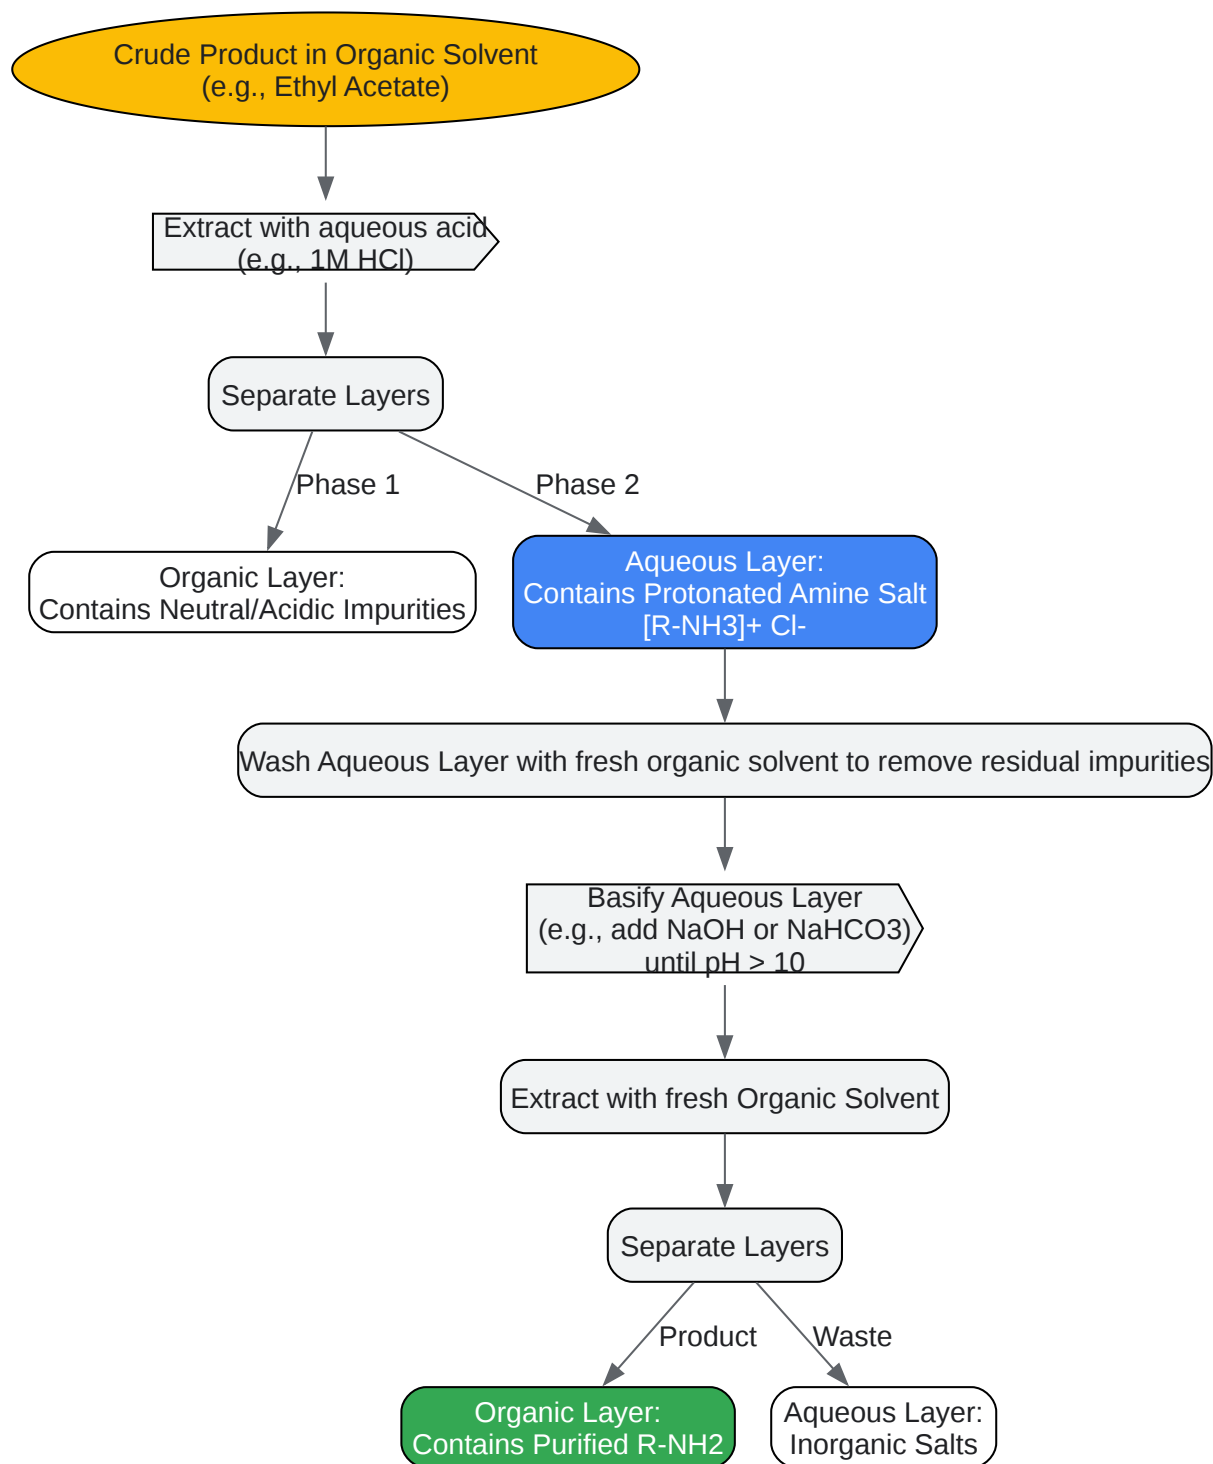 Crude Product in Organic Solvent
(e.g., Ethyl Acetate)
Extract with aqueous acid
(e.g., 1M HCl)
Separate Layers
Phase 1
Phase 2
Organic Layer:
Contains Neutral/Acidic Impurities
Aqueous Layer:
Contains Protonated Amine Salt
[R-NH3]+ Cl-
Wash Aqueous Layer with fresh organic solvent to remove residual impurities
Basify Aqueous Layer
(e.g., add NaOH or NaHCO3)
until pH > 10
Extract with fresh Organic Solvent
Separate Layers
Product
Waste
Organic Layer:
Contains Purified R-NH2
Aqueous Layer:
Inorganic Salts